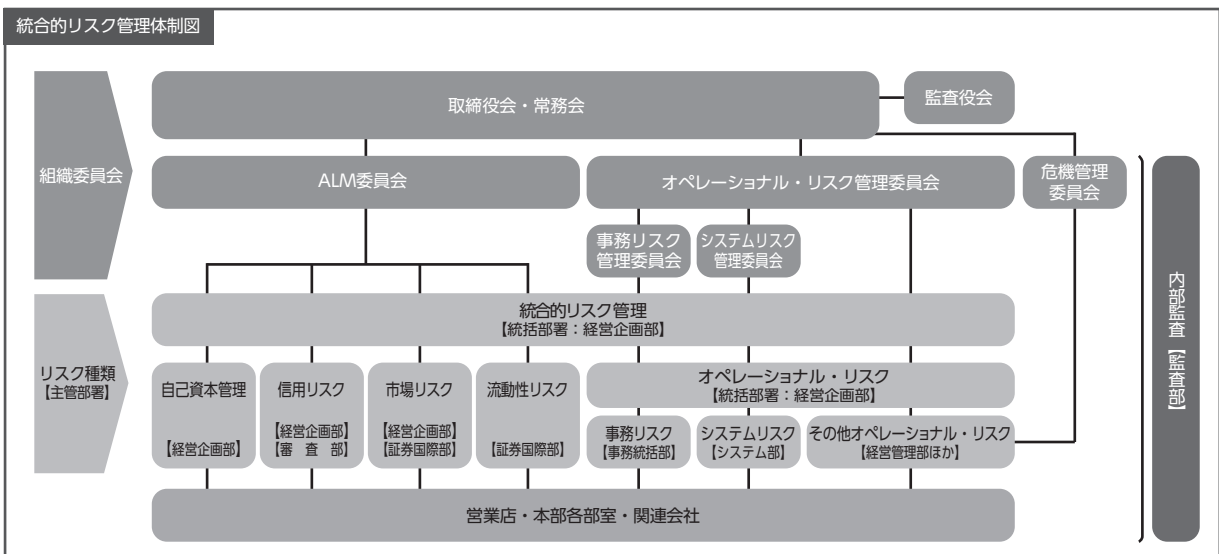 統合的リスク管理体制図
取締役会・常務会
監査役会
組織委員会
ALM委員会
オペレーショナル・リスク管理委員会
危機管理
委員会
事務リスク
管理委員会
システムリスク
管理委員会
統合的リスク管理
【統括部署：経営企画部】
リスク種類
【主管部署】
自己資本管理
【経営企画部】
信用リスク
【経営企画部】
【審　査　部】
市場リスク
【経営企画部】
【証券国際部】
流動性リスク
【証券国際部】
オペレーショナル・リスク
【統括部署：経営企画部】
事務リスク
【事務統括部】
システムリスク
【システム部】
その他オペレーショナル・リスク
【経営管理部ほか】
営業店・本部各部室・関連会社
内部監査【監査部】